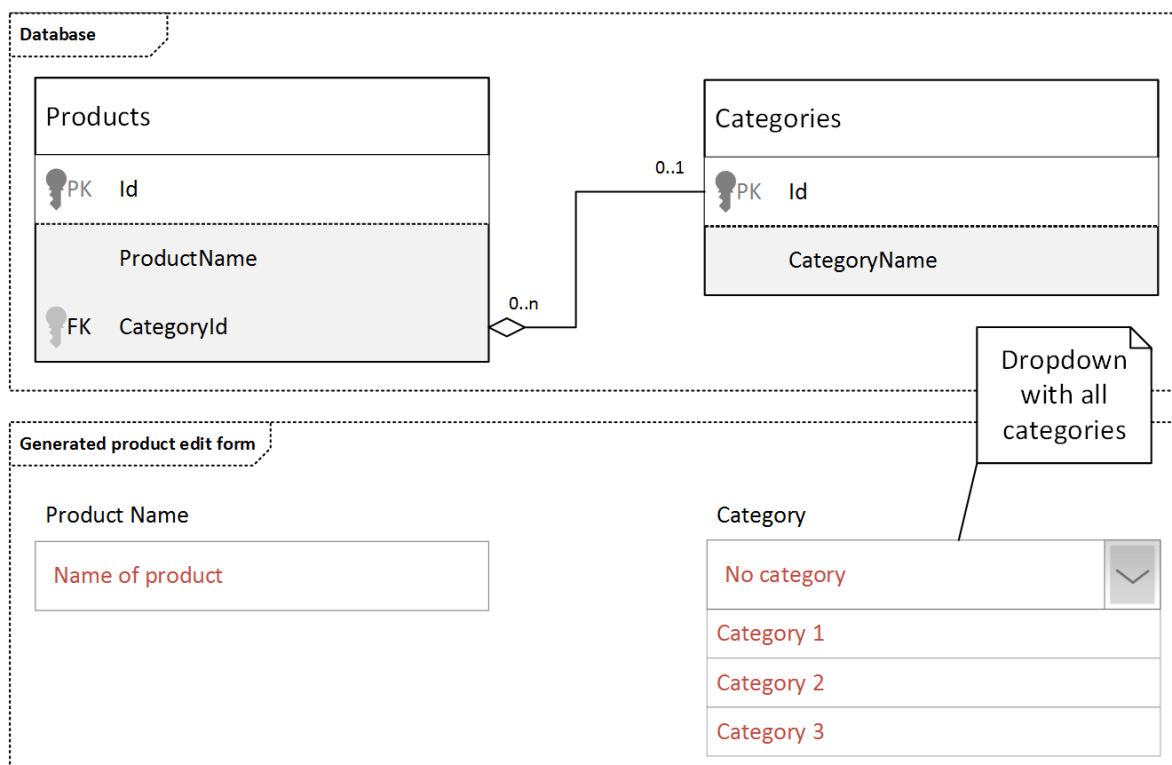 Database
Products
PK Id
ProductName
FK CategoryId
0..n
0..1
Categories
PK Id
CategoryName
Dropdown
with all
categories
Generated product edit form
Product Name
Name of product
Category
No category
Category 1
Category 2
Category 3